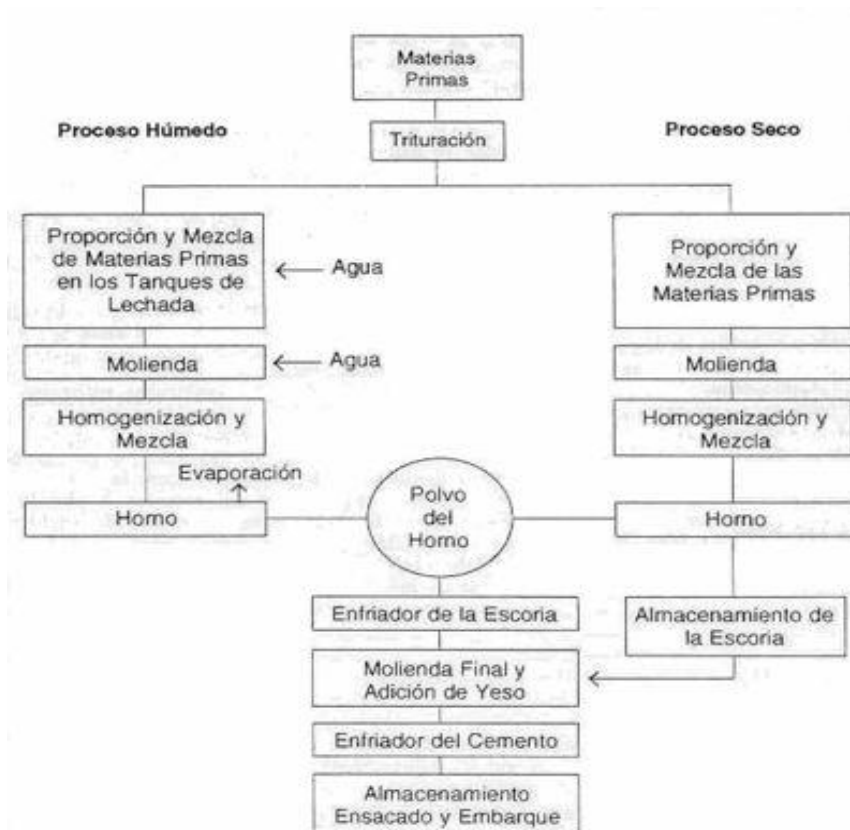 Materias
Primas
Proceso Húmedo
Trituración
Proceso Seco
Proporción y Mezcla
de Materias Primas
en los Tanques de
Lechada
Agua
Proporción y
Mezcla de las
Materias Primas
Molienda
Agua
Molienda
Homogenización y
Mezcla
Homogenización y
Mezcla
Evaporación
Horno
Polvo
del
Horno
Horno
Enfriador de la Escoria
Almacenamiento de
la Escoria
Molienda Final y
Adición de Yeso
Enfriador del Cemento
Almacenamiento
Ensacado y Embarque